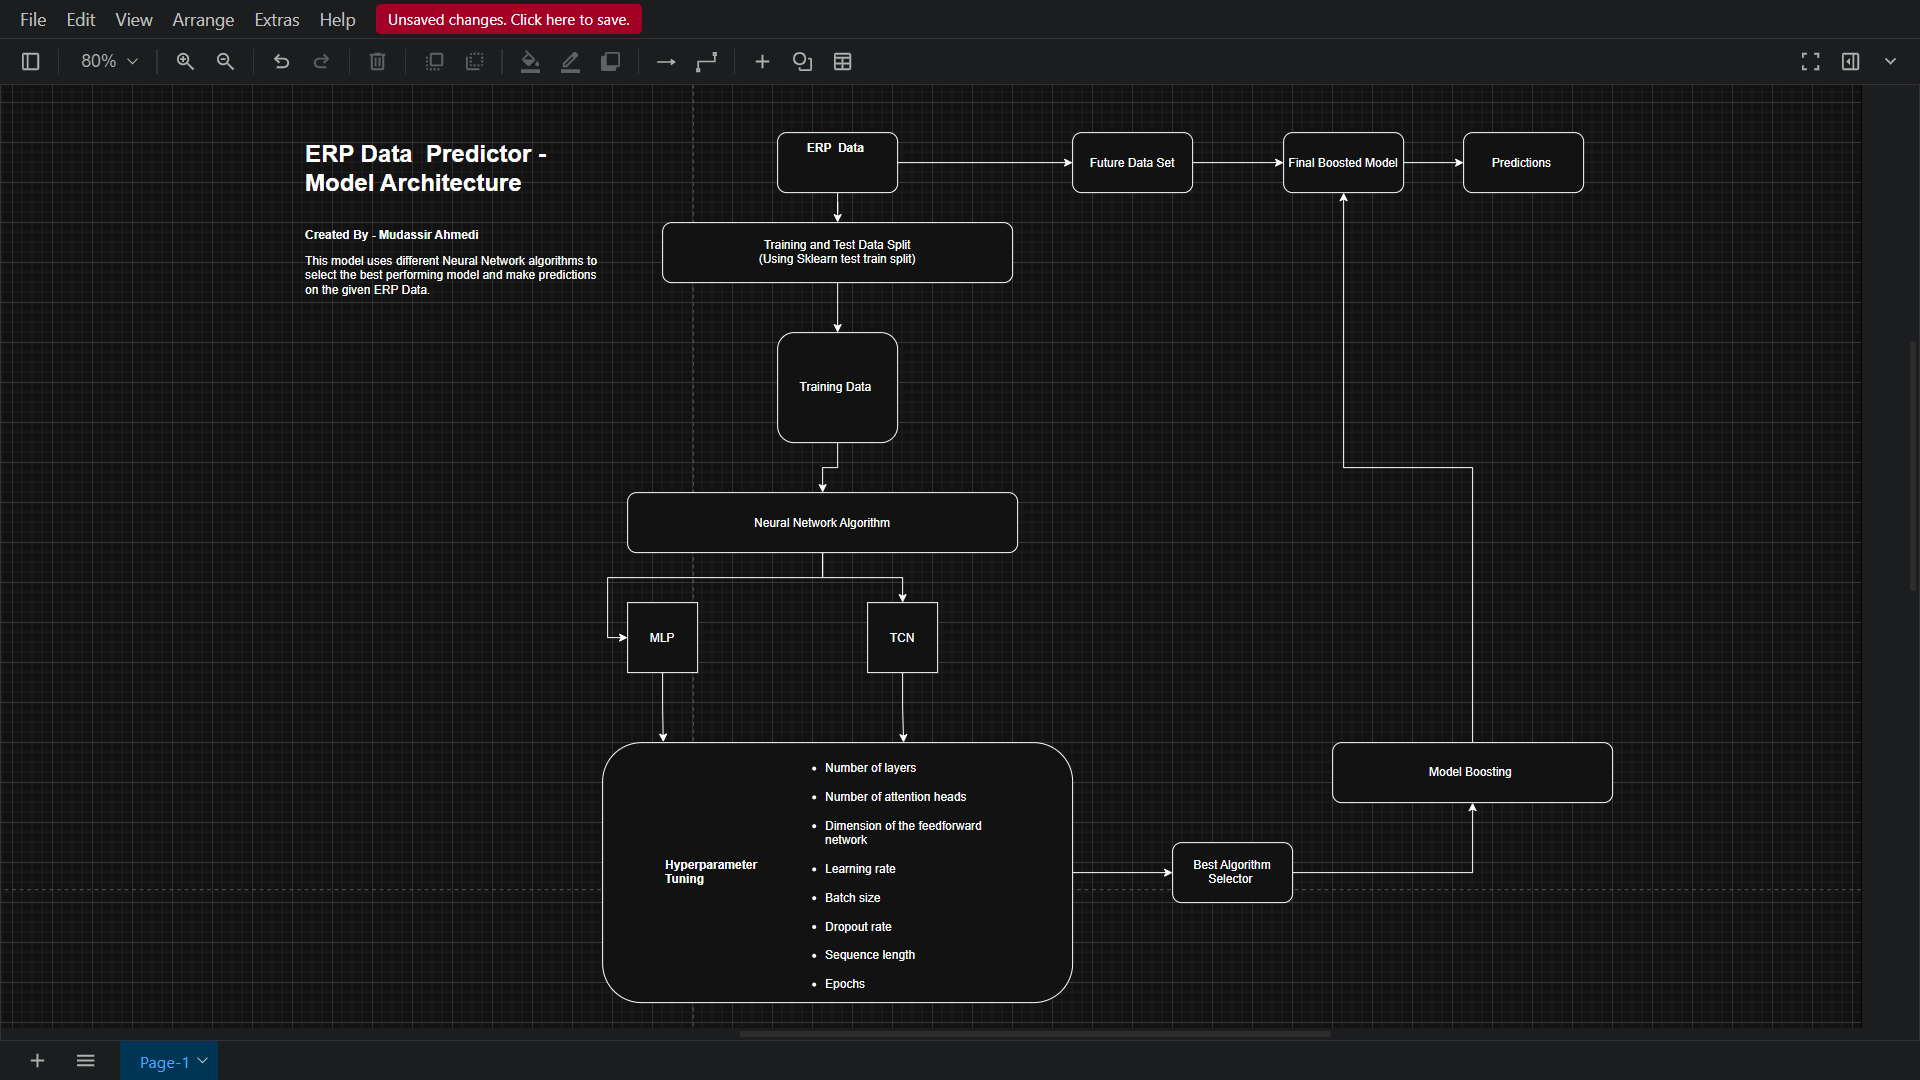 File Edit View Arrange Extras Help Unsaved changes. Click here to save.
80%
ERP Data  Predictor -
Model Architecture
Created By - Mudassir Ahmedi
This model uses different Neural Network algorithms to
select the best performing model and make predictions
on the given ERP Data.
ERP  Data
Future Data Set
Final Boosted Model
Predictions
Training and Test Data Split
(Using Sklearn test train split)
Training Data
Neural Network Algorithm
MLP
TCN
Hyperparameter
Tuning
• Number of layers
• Number of attention heads
• Dimension of the feedforward
network
• Learning rate
• Batch size
• Dropout rate
• Sequence length
• Epochs
Best Algorithm
Selector
Model Boosting
Page-1